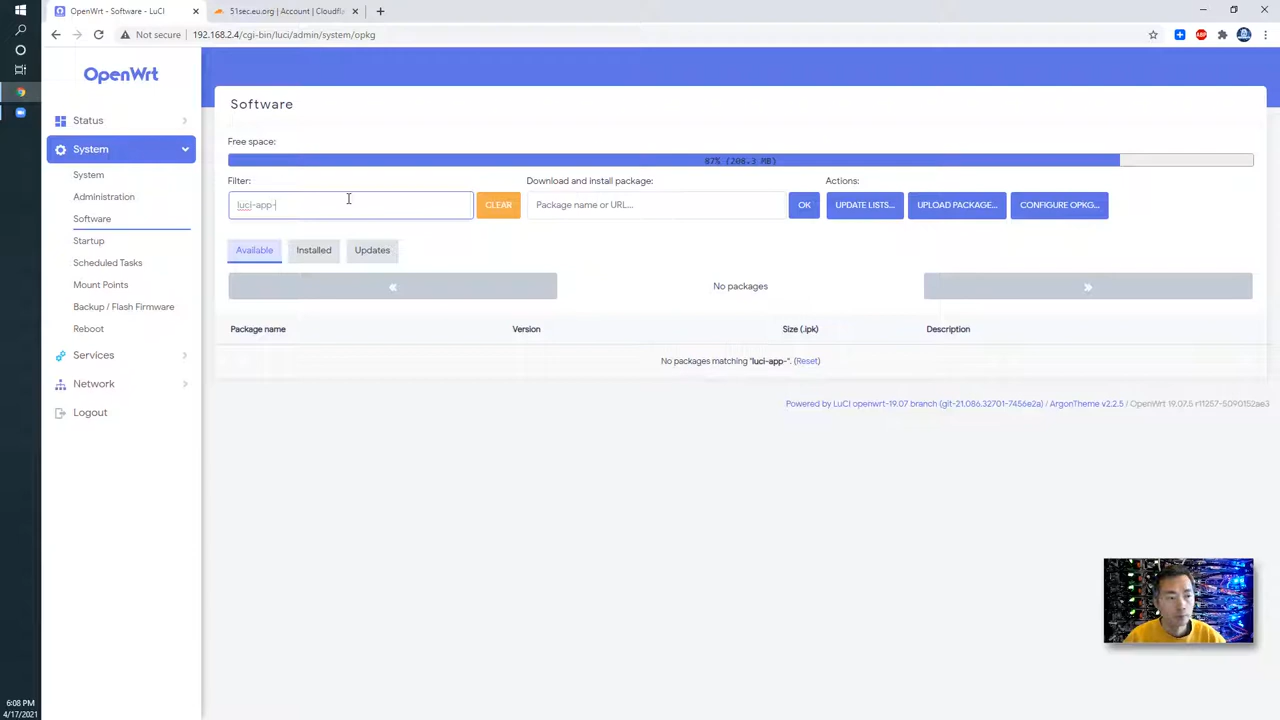 OpenWrt - Software - LuCI
51sec.eu.org | Account | Cloudfl
Not secure
192.168.2.4/cgi-bin/luci/admin/system/opkg
ABP
OpenWrt
Status
System
System
Administration
Software
Startup
Scheduled Tasks
Mount Points
Backup / Flash Firmware
Reboot
Services
Network
Logout
Software
Free space:
87% (208.3 MB)
Filter:
Download and install package:
Actions:
luci-app-
CLEAR
Package name or URL...
OK
UPDATE LISTS...
UPLOAD PACKAGE...
CONFIGURE OPKG...
Available
Installed
Updates
«
No packages
»
Package name
Version
Size (.ipk)
Description
No packages matching "luci-app-". (Reset)
Powered by LuCI openwrt-19.07 branch (git-21.086.32701-7456e2a) / ArgonTheme v2.2.5 / OpenWrt 19.07.5 r11257-5090152ae3
6:08 PM
4/17/2021